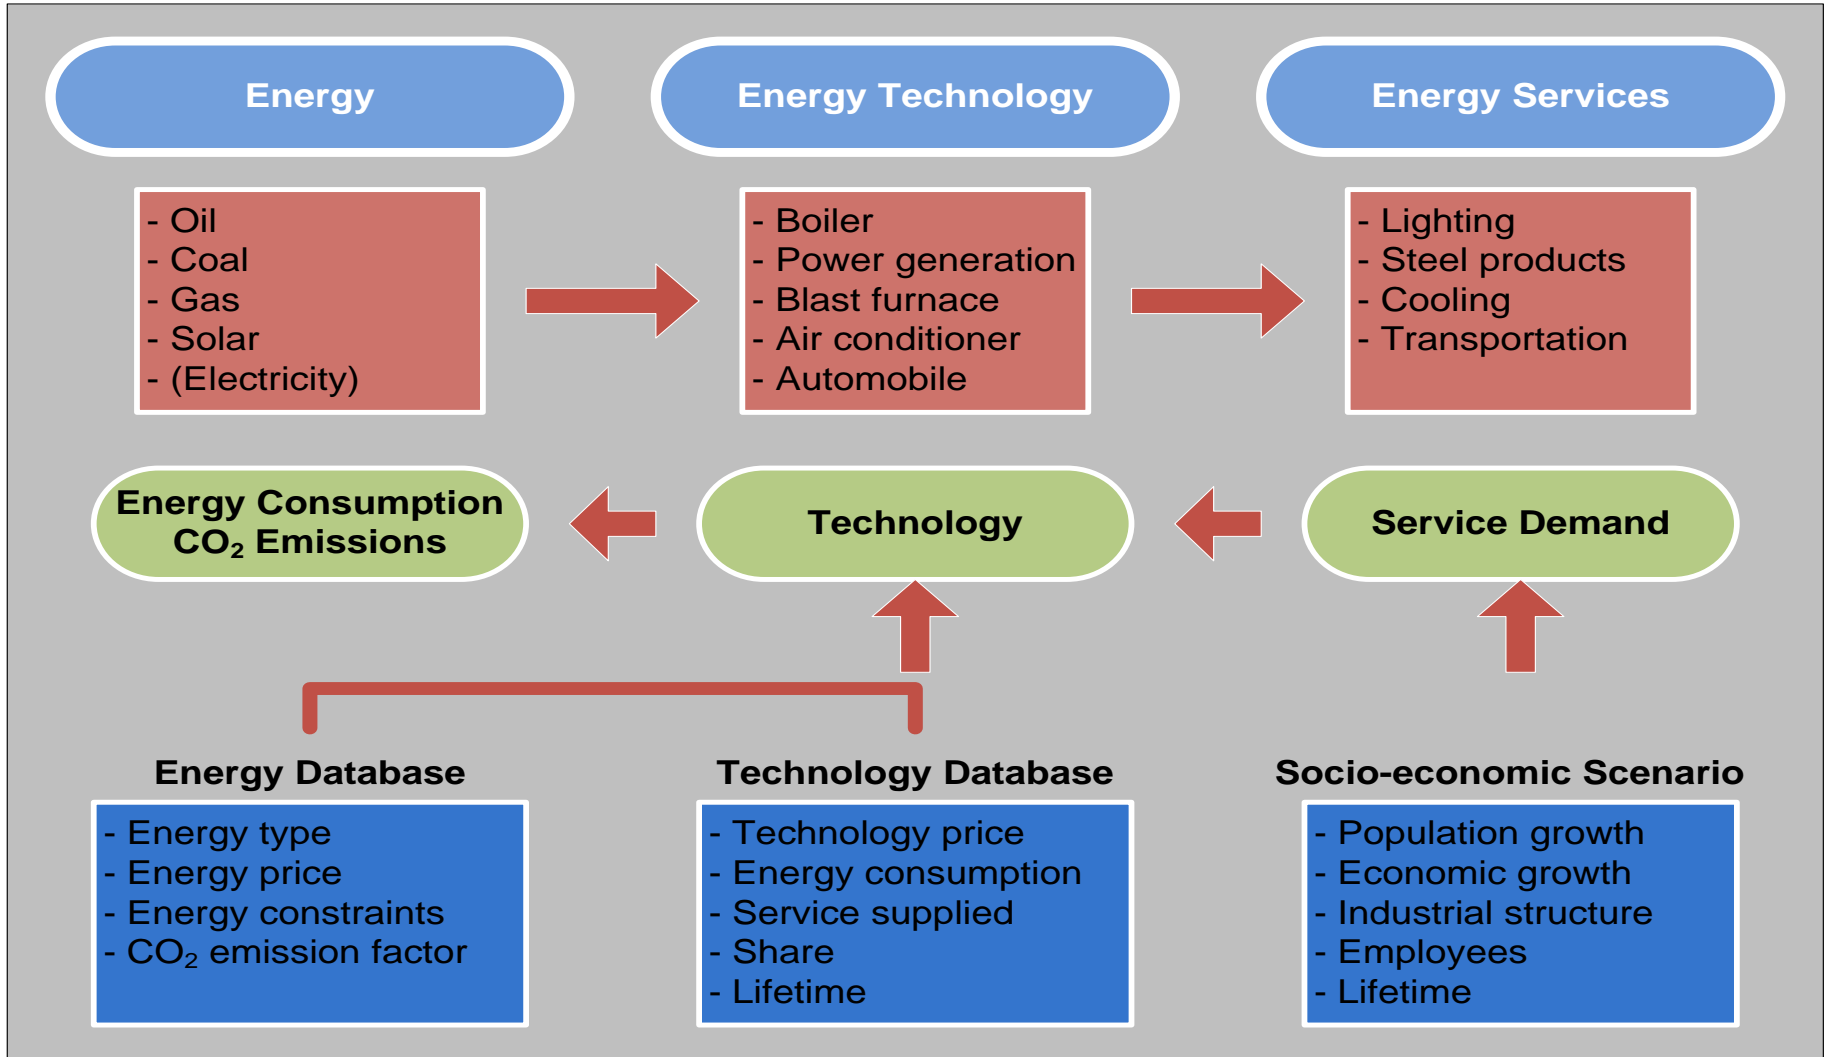 Energy
Energy Technology
Energy Services
- Oil
- Coal
- Gas
- Solar
- (Electricity)
- Boiler
- Power generation
- Blast furnace
- Air conditioner
- Automobile
- Lighting
- Steel products
- Cooling
- Transportation
Energy Consumption
CO₂ Emissions
Technology
Service Demand
Energy Database
- Energy type
- Energy price
- Energy constraints
- CO₂ emission factor
Technology Database
- Technology price
- Energy consumption
- Service supplied
- Share
- Lifetime
Socio-economic Scenario
- Population growth
- Economic growth
- Industrial structure
- Employees
- Lifetime